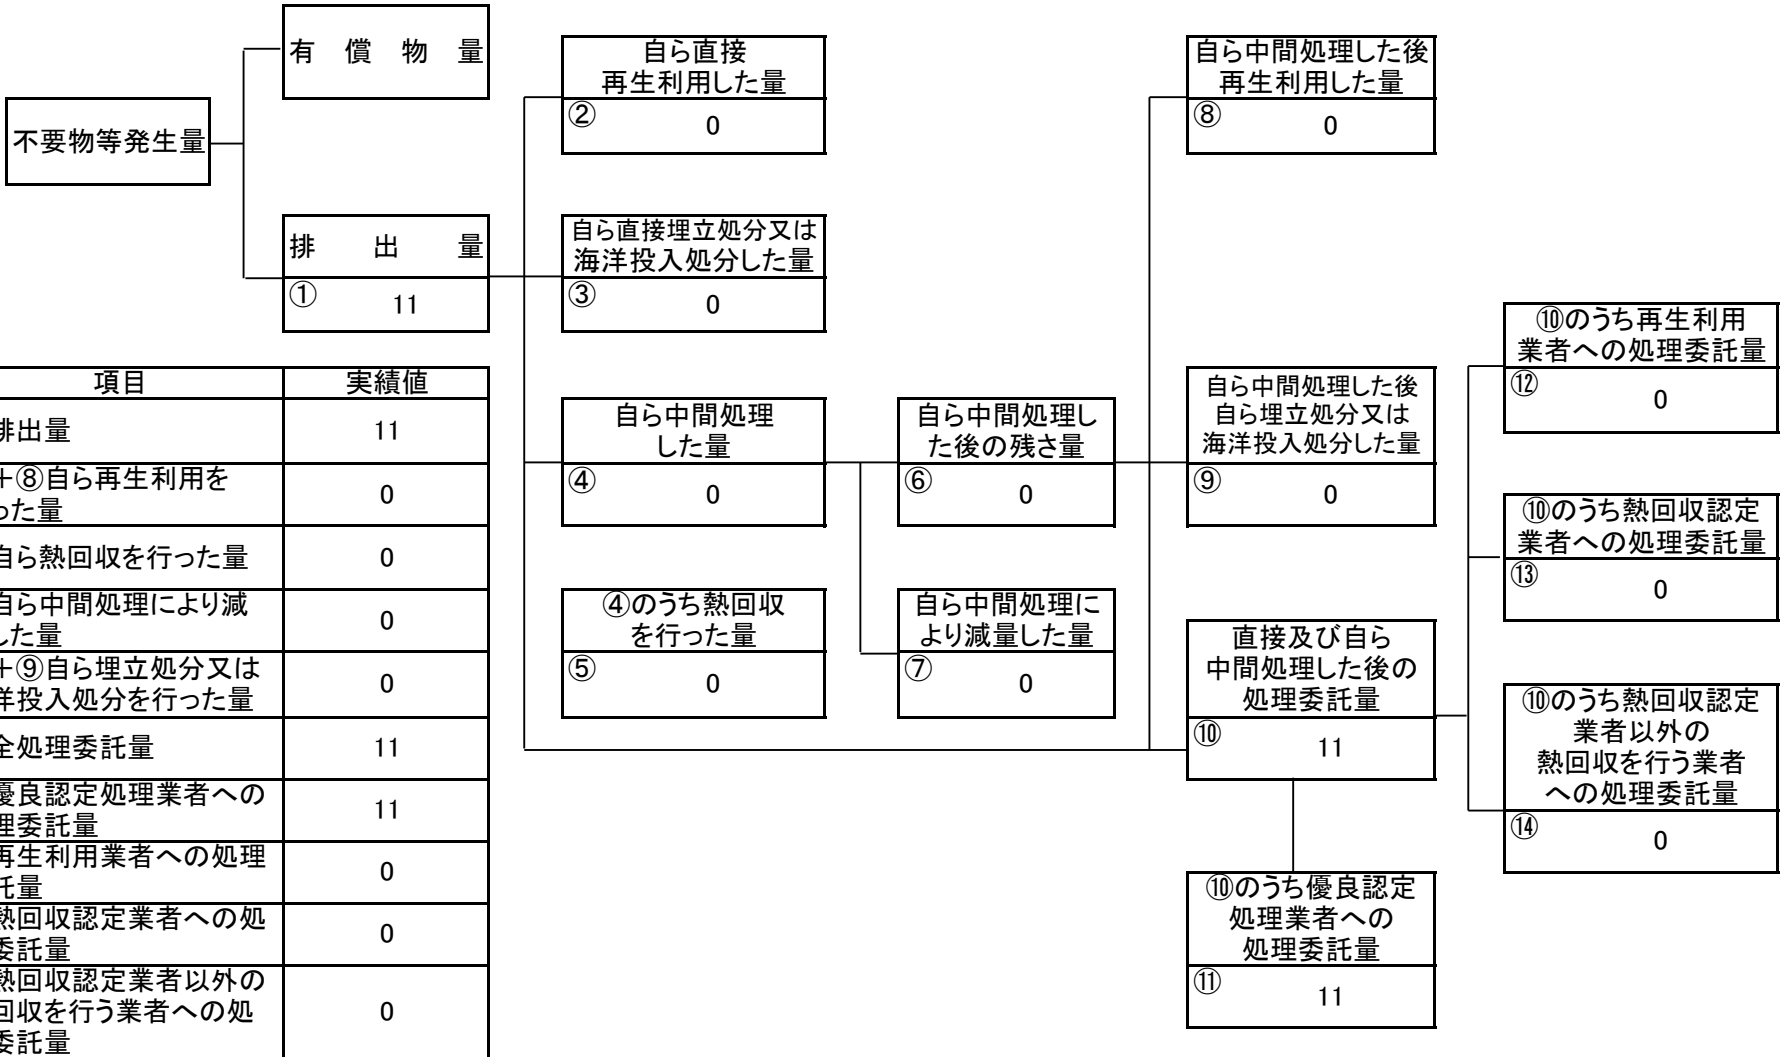 有償物量
不要物等発生量
排出量
① 11
自ら直接
再生利用した量
② 0
自ら直接埋立処分又は
海洋投入処分した量
③ 0
自ら中間処理
した量
④ 0
④のうち熱回収
を行った量
⑤ 0
自ら中間処理し
た後の残さ量
⑥ 0
自ら中間処理に
より減量した量
⑦ 0
自ら中間処理した後
再生利用した量
⑧ 0
自ら中間処理した後
自ら埋立処分又は
海洋投入処分した量
⑨ 0
直接及び自ら
中間処理した後の
処理委託量
⑩ 11
⑩のうち優良認定
処理業者への
処理委託量
⑪ 11
⑩のうち再生利用
業者への処理委託量
⑫ 0
⑩のうち熱回収認定
業者への処理委託量
⑬ 0
⑩のうち熱回収認定
業者以外の
熱回収を行う業者
への処理委託量
⑭ 0
項目 実績値
排出量 11
+⑧自ら再生利用を
った量 0
自ら熱回収を行った量 0
自ら中間処理により減
した量 0
+⑨自ら埋立処分又は
洋投入処分を行った量 0
全処理委託量 11
優良認定処理業者への
理委託量 11
再生利用業者への処理
託量 0
熱回収認定業者への処
委託量 0
熱回収認定業者以外の
回収を行う業者への処
委託量 0